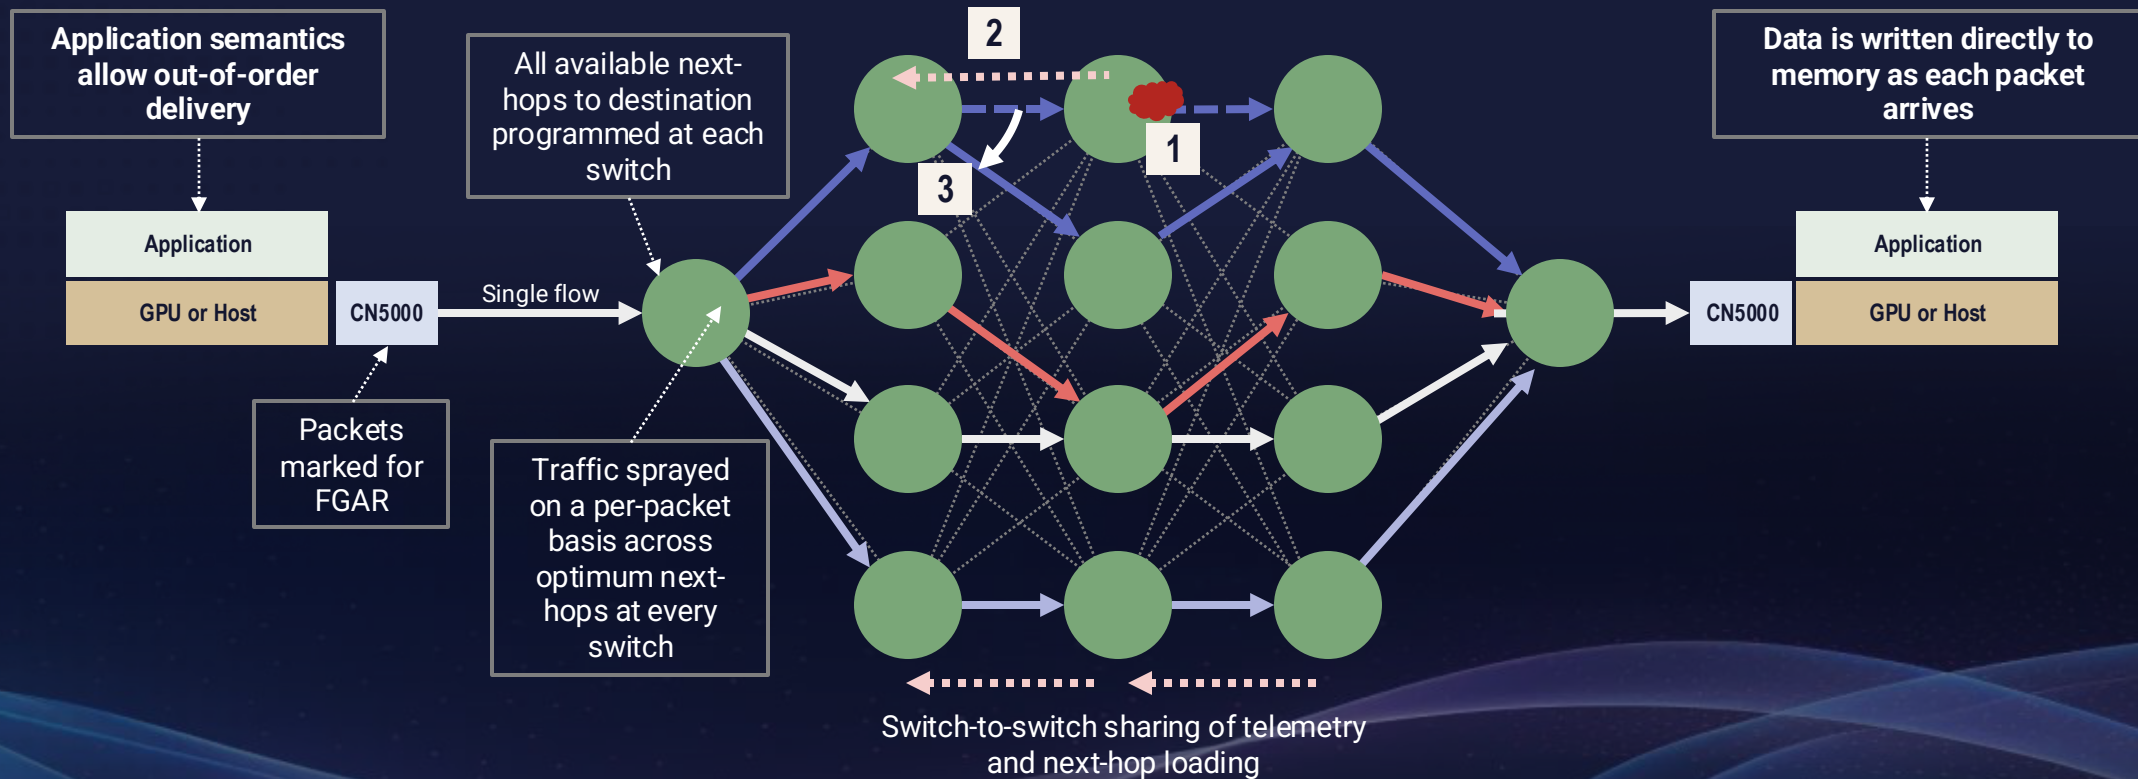 Application semantics
allow out-of-order
delivery
All available next-
hops to destination
programmed at each
switch
2
1
3
Data is written directly to
memory as each packet
arrives
Application
GPU or Host
CN5000
Single flow
CN5000
Application
GPU or Host
Packets
marked for
FGAR
Traffic sprayed
on a per-packet
basis across
optimum next-
hops at every
switch
Switch-to-switch sharing of telemetry
and next-hop loading